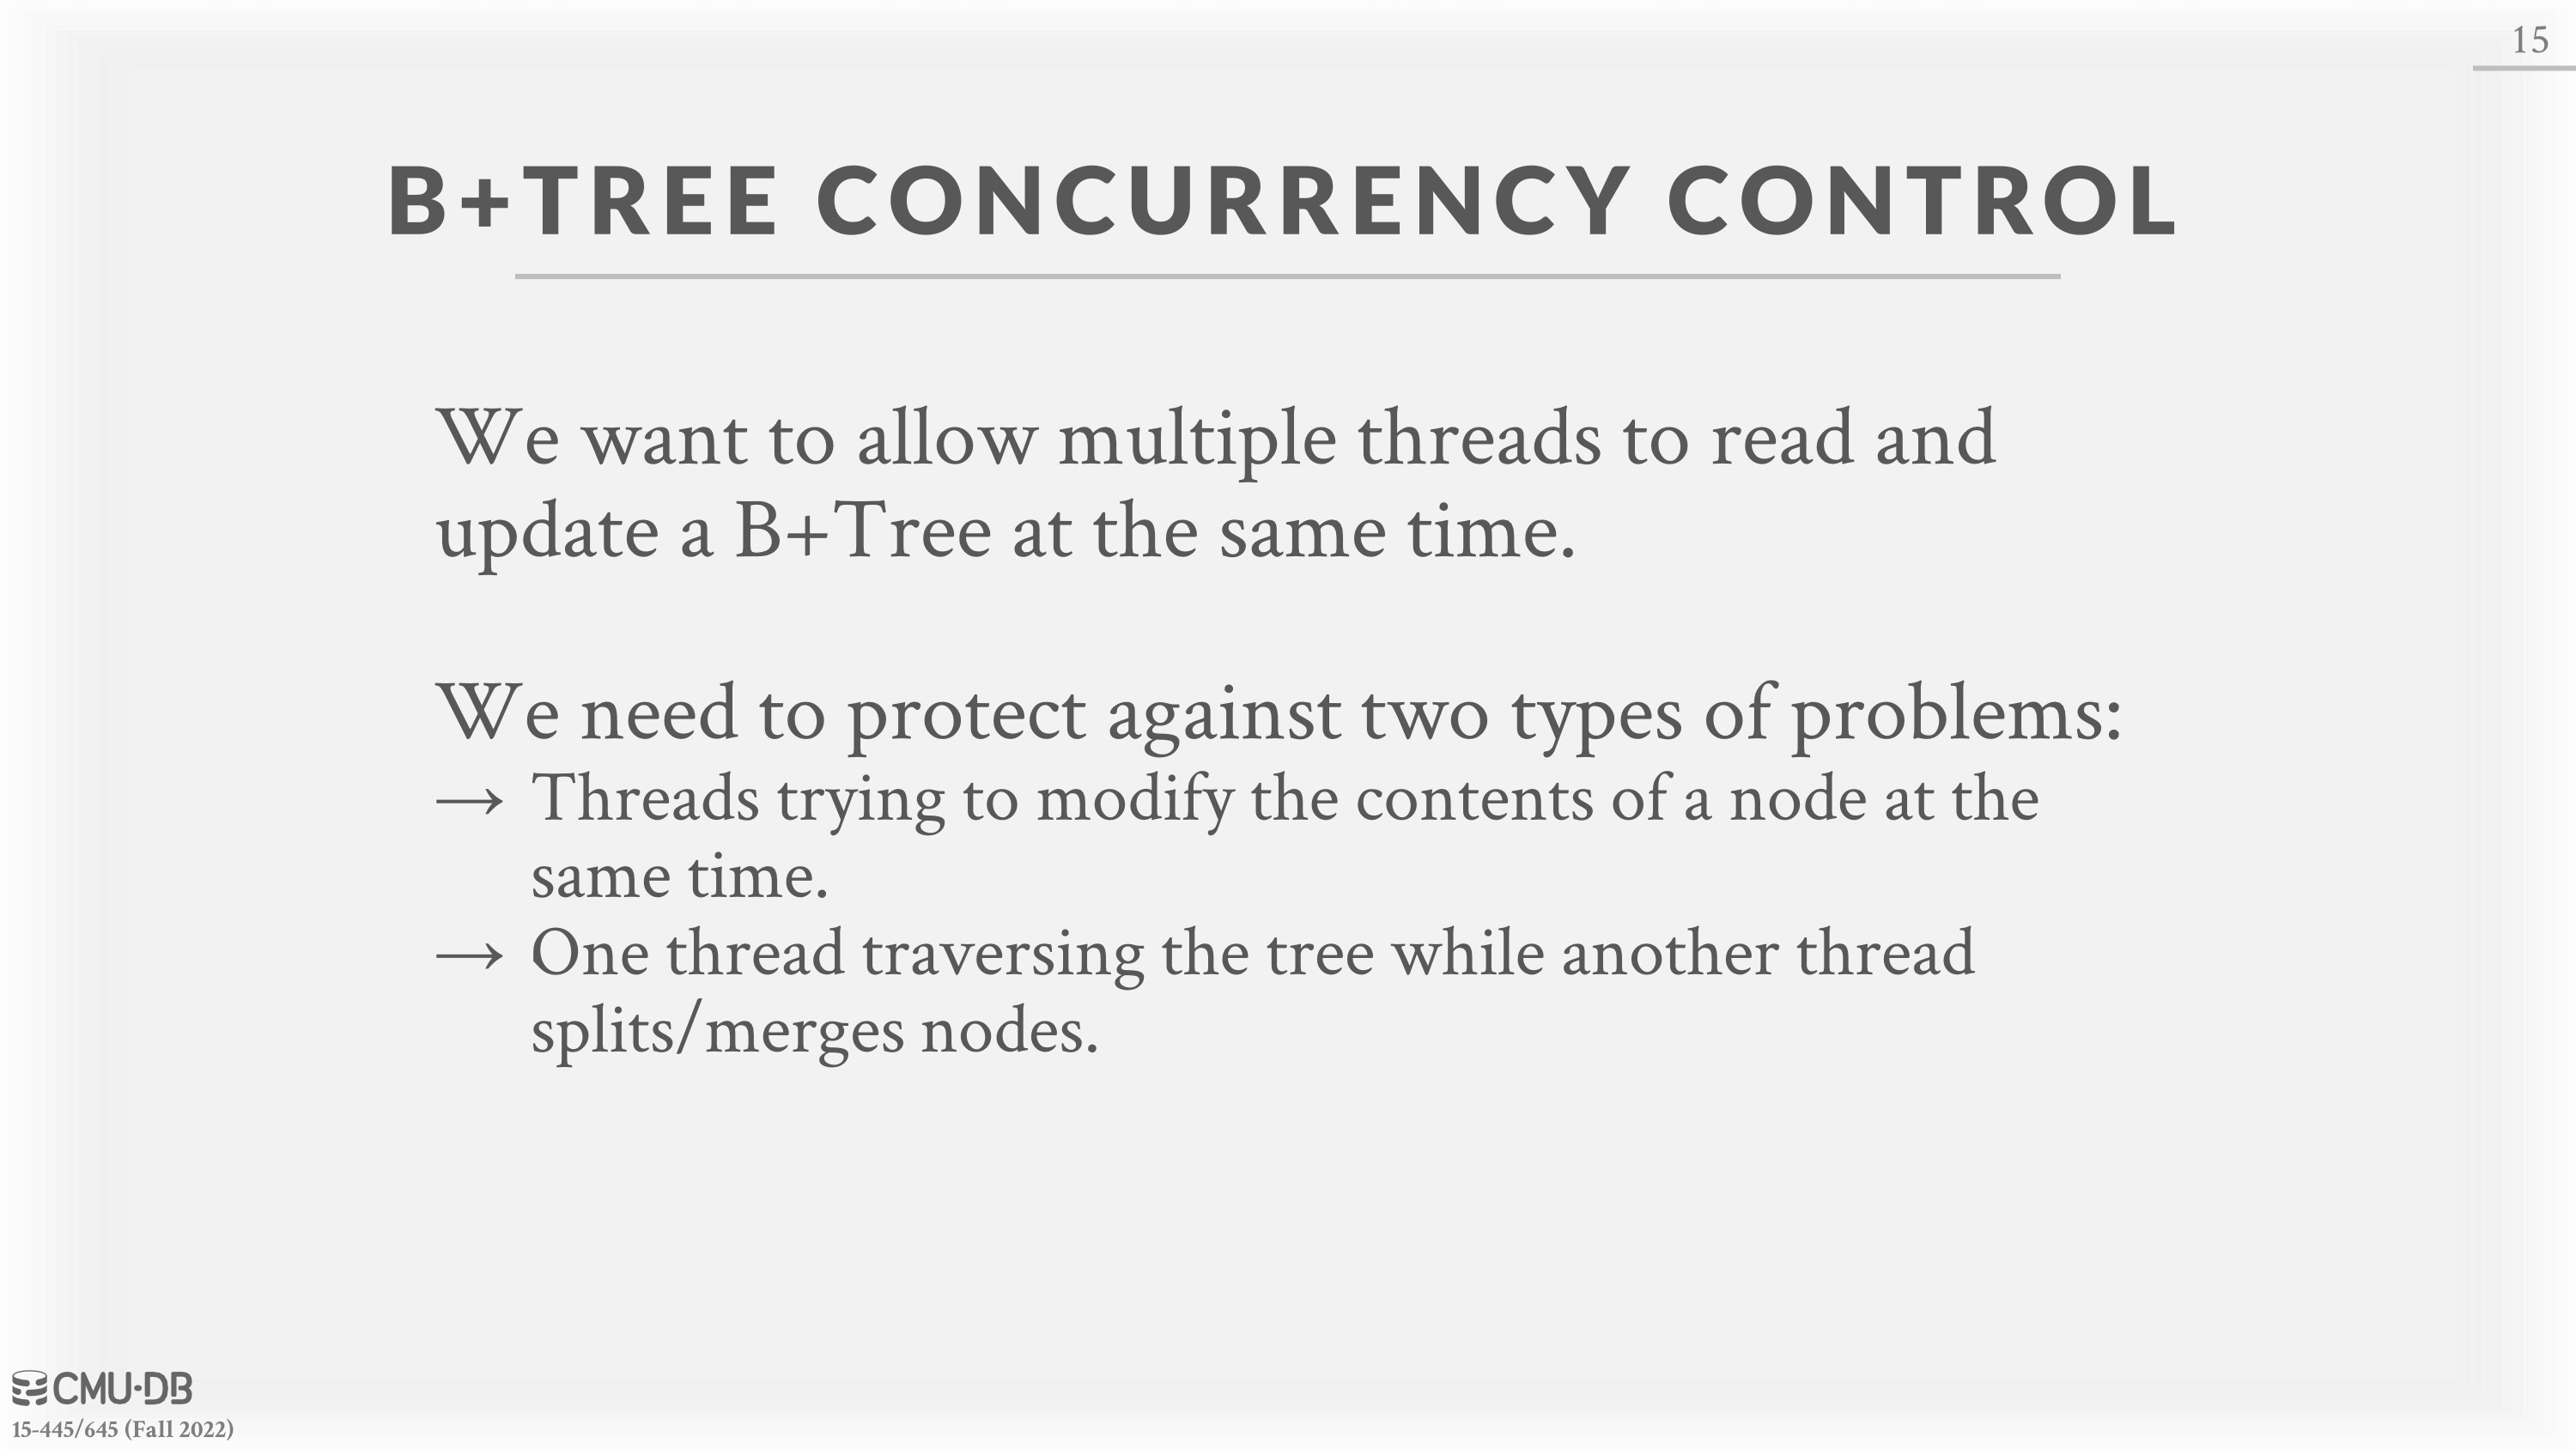 15
B+TREE CONCURRENCY CONTROL
We want to allow multiple threads to read and
update a B+Tree at the same time.
We need to protect against two types of problems:
→ Threads trying to modify the contents of a node at the
same time.
→ One thread traversing the tree while another thread
splits/merges nodes.
CMU·DB
15-445/645 (Fall 2022)